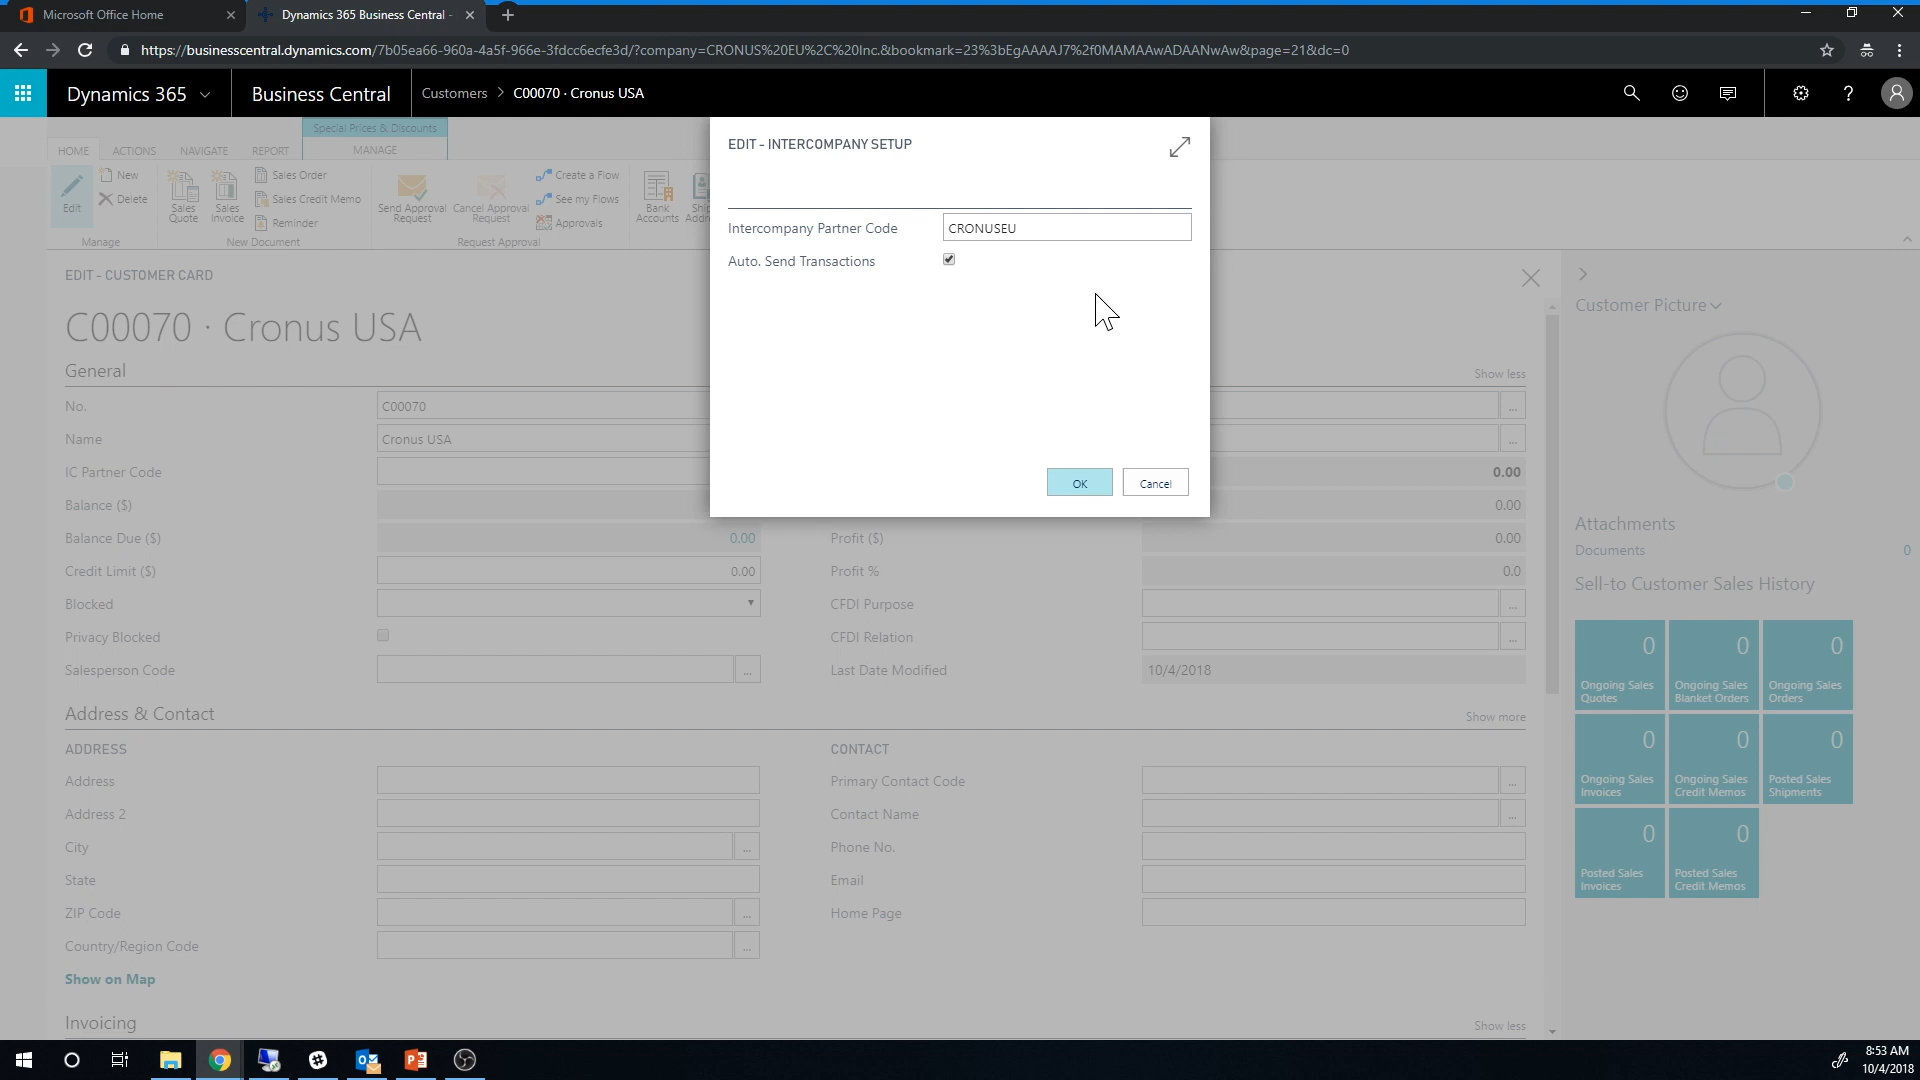 Microsoft Office Home
Dynamics 365 Business Central -
https://businesscentral.dynamics.com/7b05ea66-960a-4a5f-966e-3fdcc6ecfe3d/?company=CRONUS%20EU%2C%20Inc.&bookmark=23%3bEgAAAAJ7%2f0MAMAAwADAANwAw&page=21&dc=0
Dynamics 365
Business Central
Customers > C00070 · Cronus USA
Special Prices & Discounts
HOME ACTIONS NAVIGATE REPORT MANAGE
Edit
New
Delete
Manage
Sales Quote
Sales Invoice
Sales Order
Sales Credit Memo
Reminder
New Document
Send Approval Request
Cancel Approval Request
Create a Flow
See my Flows
Approvals
Request Approval
Bank Accounts
EDIT - INTERCOMPANY SETUP
Intercompany Partner Code CRONUSEU
Auto. Send Transactions
OK Cancel
EDIT - CUSTOMER CARD
C00070 · Cronus USA
General
Show less
No. C00070
Name Cronus USA
IC Partner Code 0.00
Balance ($) 0.00
Balance Due ($) 0.00 Profit ($) 0.00
Credit Limit ($) 0.00 Profit % 0.0
Blocked CFDI Purpose
Privacy Blocked CFDI Relation
Salesperson Code Last Date Modified 10/4/2018
Address & Contact
Show more
ADDRESS CONTACT
Address Primary Contact Code
Address 2 Contact Name
City Phone No.
State Email
ZIP Code Home Page
Country/Region Code
Show on Map
Invoicing
Show less
Customer Picture
Attachments
Documents 0
Sell-to Customer Sales History
0 Ongoing Sales Quotes
0 Ongoing Sales Blanket Orders
0 Ongoing Sales Orders
0 Ongoing Sales Invoices
0 Ongoing Sales Credit Memos
0 Posted Sales Shipments
0 Posted Sales Invoices
0 Posted Sales Credit Memos
8:53 AM
10/4/2018